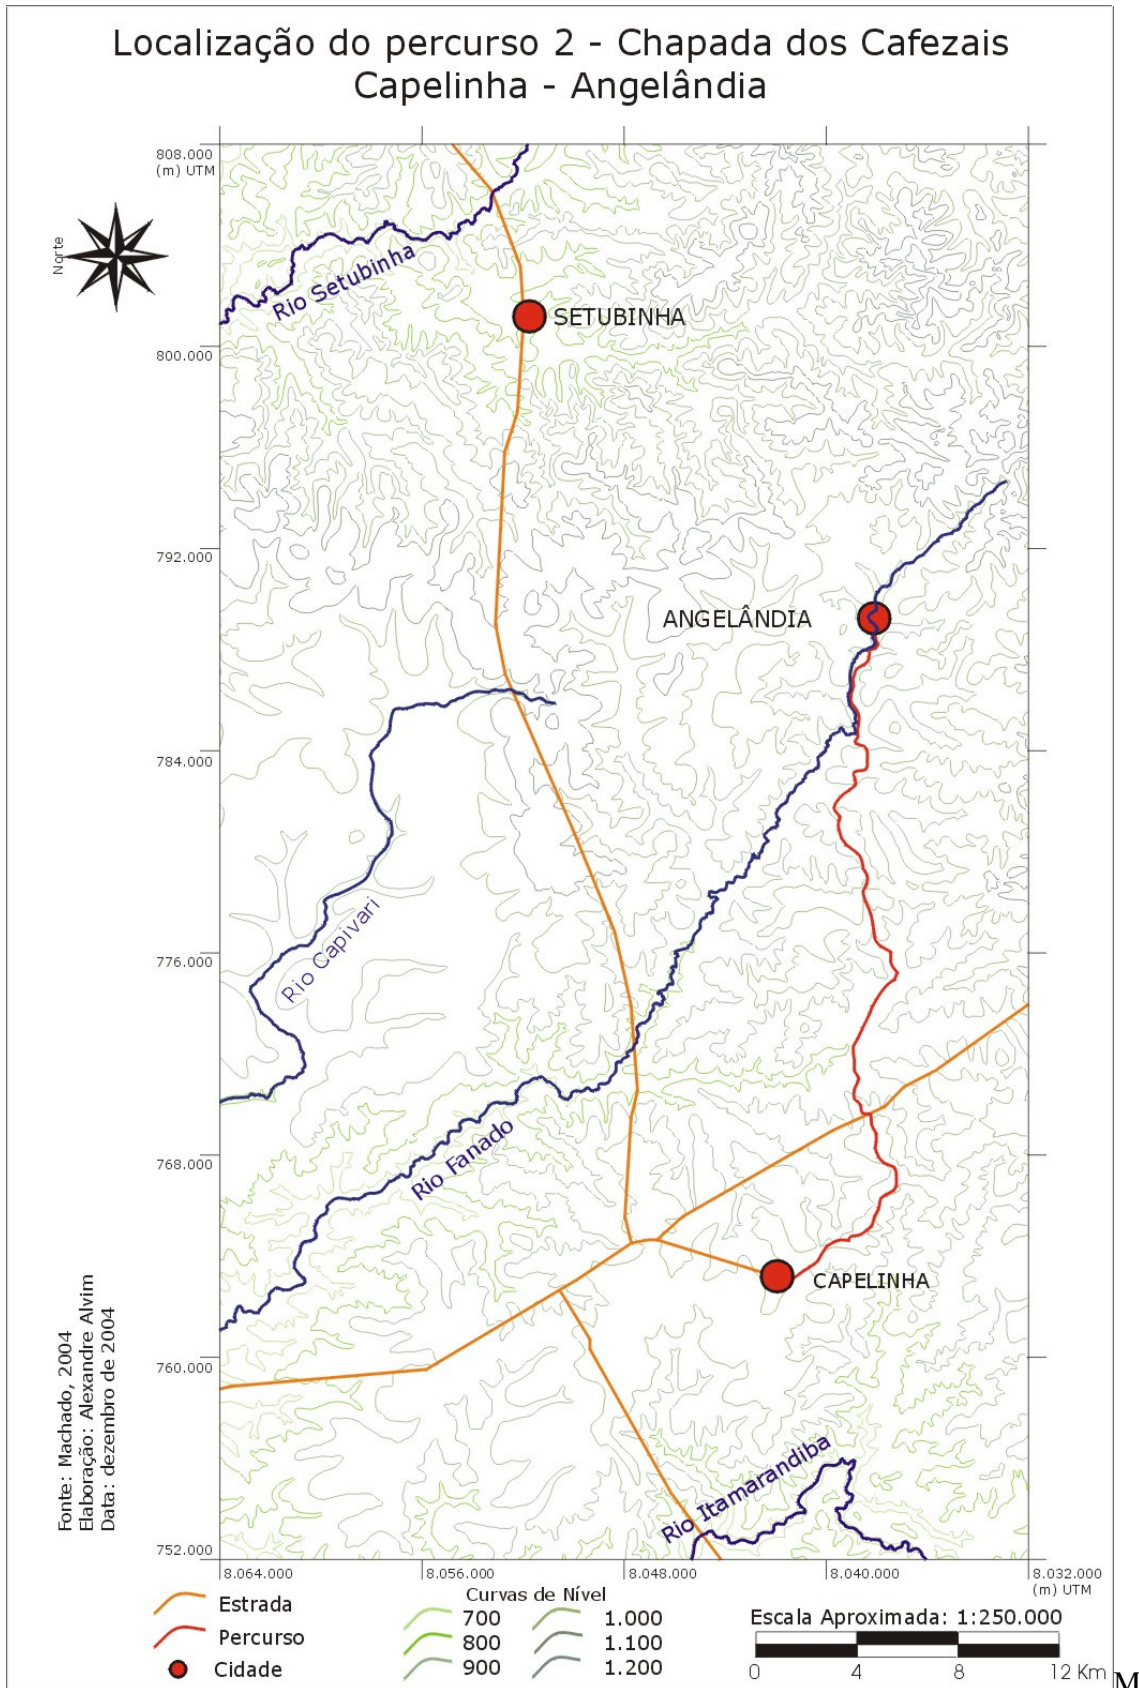 Localização do percurso 2 - Chapada dos Cafezais
Capelinha - Angelândia
808.000
(m) UTM
Norte
Rio Setubinha
SETUBINHA
800.000
792.000
ANGELÂNDIA
784.000
776.000
Rio Capivari
768.000
Rio Fanado
CAPELINHA
760.000
Rio Itamarandiba
752.000
Fonte: Machado, 2004
Elaboração: Alexandre Alvim
Data: dezembro de 2004
8.064.000 8.056.000 8.048.000 8.040.000 8.032.000
(m) UTM
Estrada
Percurso
Cidade
Curvas de Nível
700 1.000
800 1.100
900 1.200
Escala Aproximada: 1:250.000
0 4 8 12 Km
M